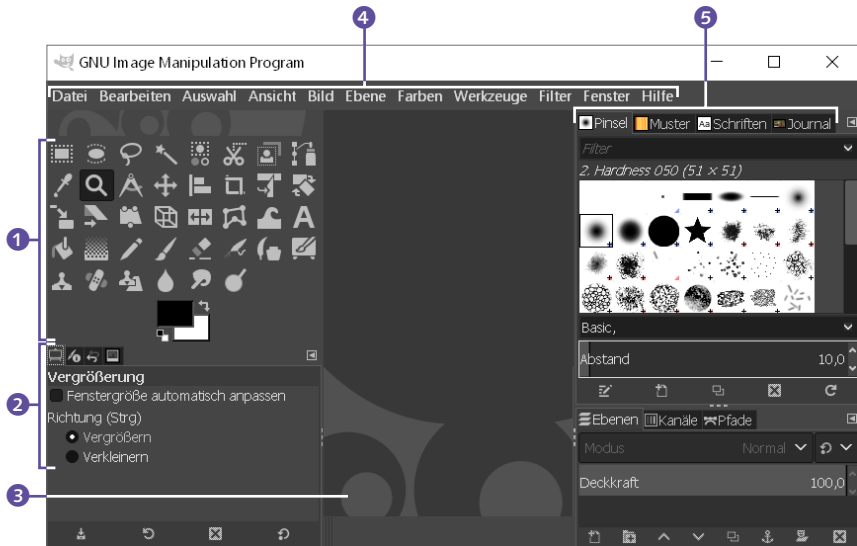 4
5
GNU Image Manipulation Program
Datei Bearbeiten Auswahl Ansicht Bild Ebene Farben Werkzeuge Filter Fenster Hilfe
Pinsel Muster Aa Schriften Journal
Filter
2. Hardness 050 (51 × 51)
A
1
Basic,
Abstand 10,0
2
Vergrößerung
Fenstergröße automatisch anpassen
Richtung (Strg)
Vergrößern
Verkleinern
Ebenen Kanäle Pfade
Modus Normal
Deckkraft 100,0
3